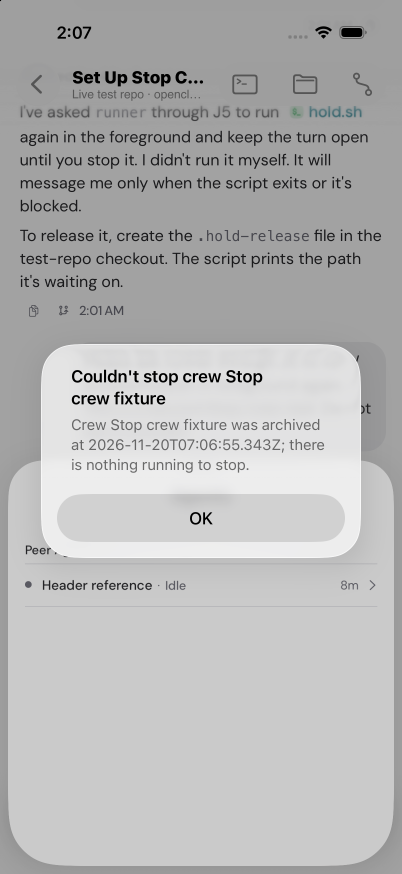 2:07
Set Up Stop C...
Live test repo · opencl...
I've asked runner through J5 to run hold.sh
again in the foreground and keep the turn open
until you stop it. I didn't run it myself. It will
message me only when the script exits or it's
blocked.
To release it, create the .hold-release file in the
test-repo checkout. The script prints the path
it's waiting on.
2:01 AM
Couldn't stop crew Stop
crew fixture
Crew Stop crew fixture was archived
at 2026-11-20T07:06:55.343Z; there
is nothing running to stop.
OK
Peer
Header reference · Idle 8m